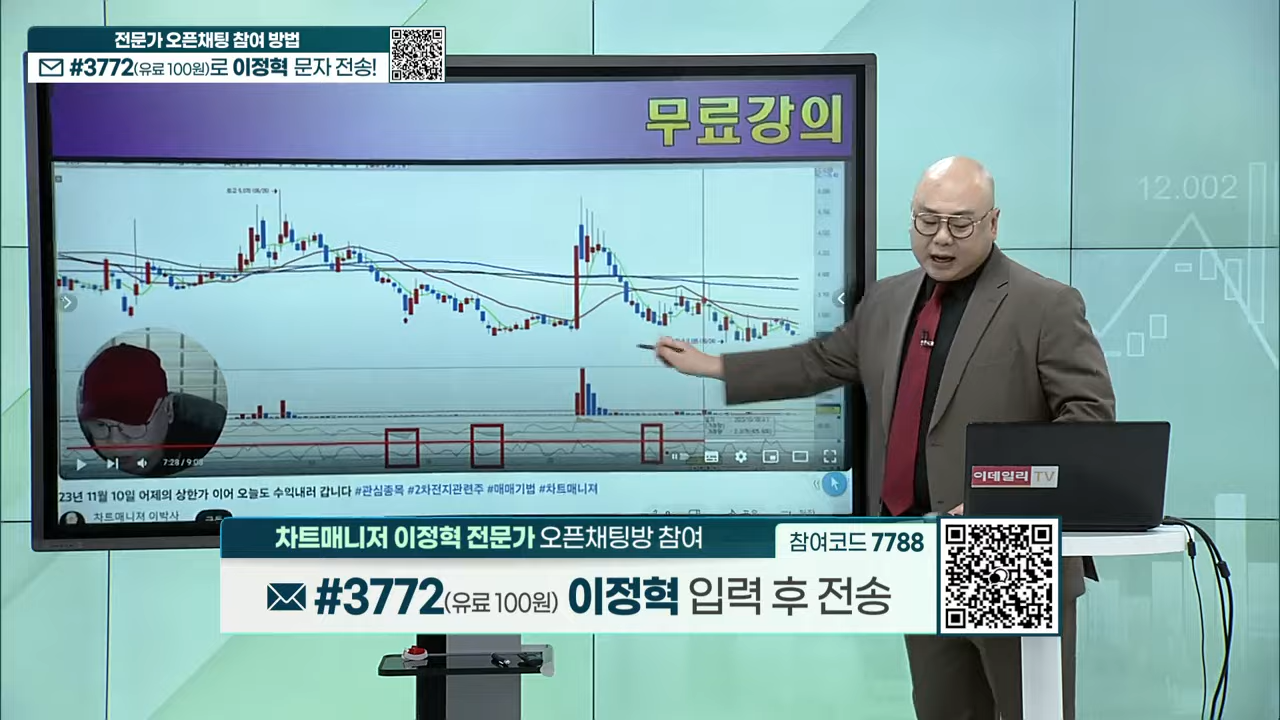 전문가 오픈채팅 참여 방법
#3772(유료 100원)로 이정혁 문자 전송!
무료강의
12.002
7:28 / 9:08
23년 11월 10일 어제의 상한가 이어 오늘도 수익내러 갑니다 #관심종목 #2차전지관련주 #매매기법 #차트매니져
차트매니저 이박사
이데일리 TV
차트매니저 이정혁 전문가 오픈채팅방 참여
참여코드 7788
#3772(유료 100원) 이정혁 입력 후 전송